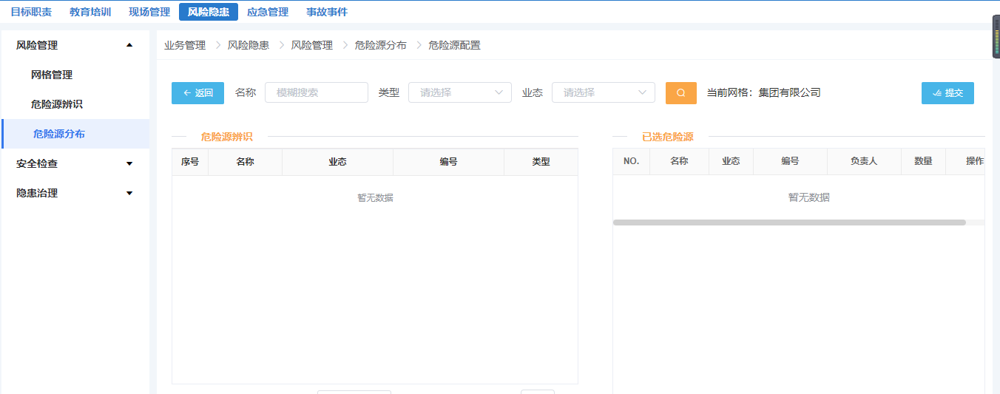 目标职责 教育培训 现场管理 风险隐患 应急管理 事故事件
风险管理
网格管理
危险源辨识
危险源分布
安全检查
隐患治理
业务管理 风险隐患 风险管理 危险源分布 危险源配置
返回 名称 模糊搜索 类型 请选择 业态 请选择 当前网格：集团有限公司 提交
危险源辨识
序号 名称 业态 编号 类型
暂无数据
已选危险源
NO. 名称 业态 编号 负责人 数量 操作
暂无数据